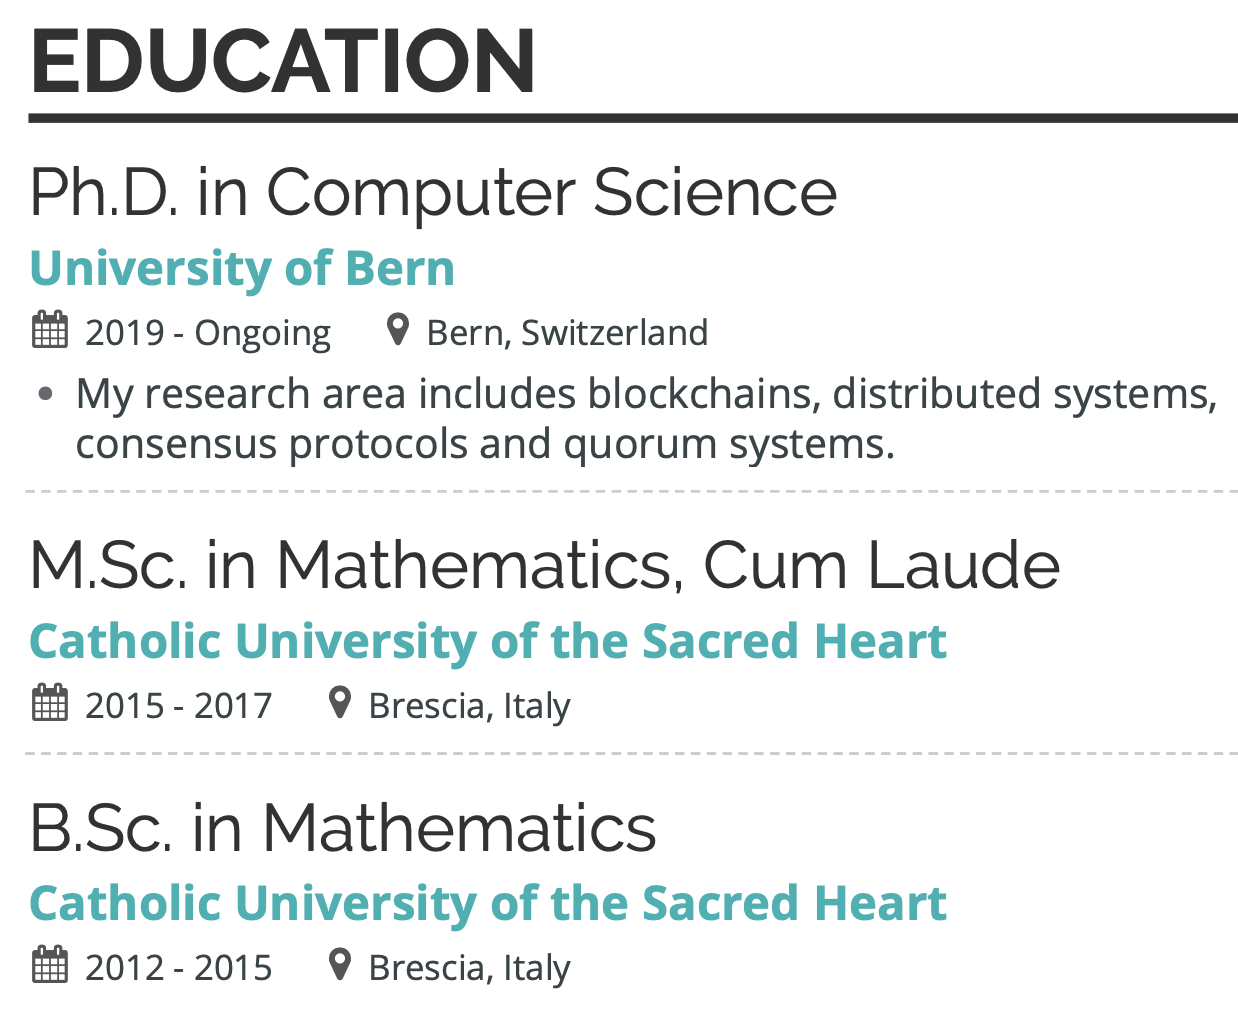 EDUCATION
Ph.D. in Computer Science
University of Bern
2019 - Ongoing Bern, Switzerland
• My research area includes blockchains, distributed systems,
consensus protocols and quorum systems.
M.Sc. in Mathematics, Cum Laude
Catholic University of the Sacred Heart
2015 - 2017 Brescia, Italy
B.Sc. in Mathematics
Catholic University of the Sacred Heart
2012 - 2015 Brescia, Italy